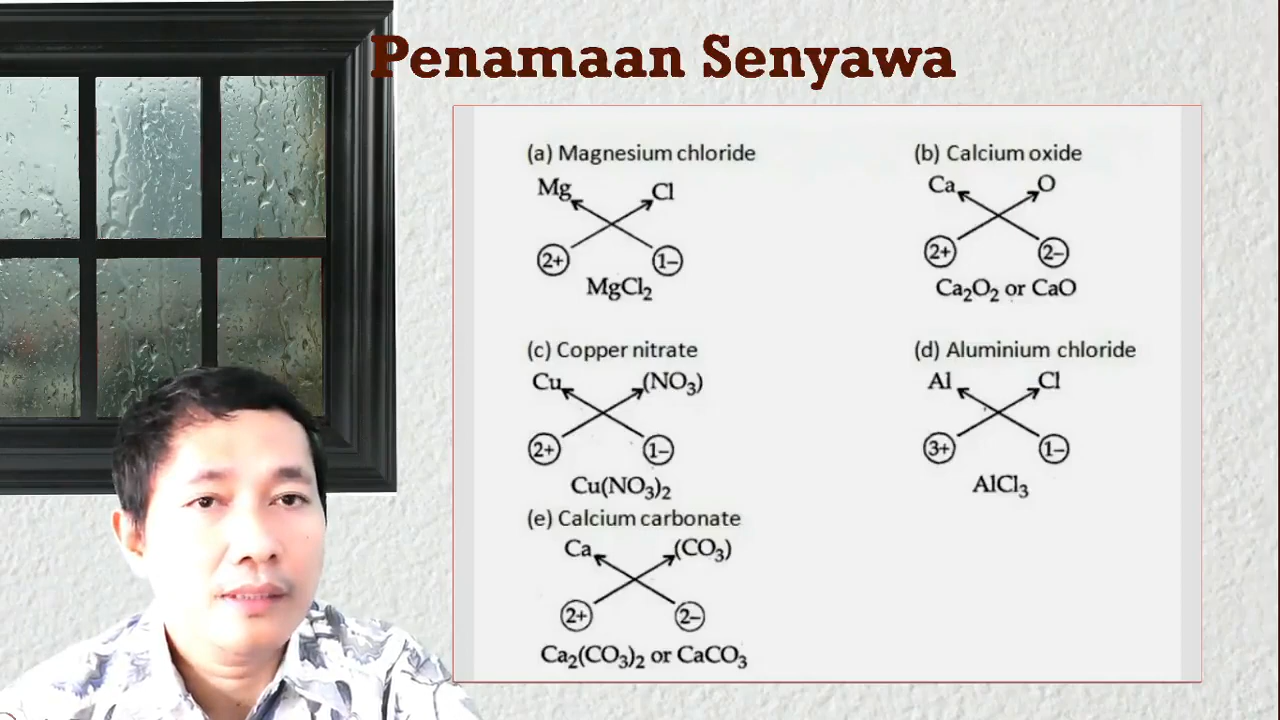 Penamaan Senyawa
(a) Magnesium chloride
Mg Cl
2+ 1–
MgCl₂
(b) Calcium oxide
Ca O
2+ 2–
Ca₂O₂ or CaO
(c) Copper nitrate
Cu (NO₃)
2+ 1–
Cu(NO₃)₂
(d) Aluminium chloride
Al Cl
3+ 1–
AlCl₃
(e) Calcium carbonate
Ca (CO₃)
2+ 2–
Ca₂(CO₃)₂ or CaCO₃